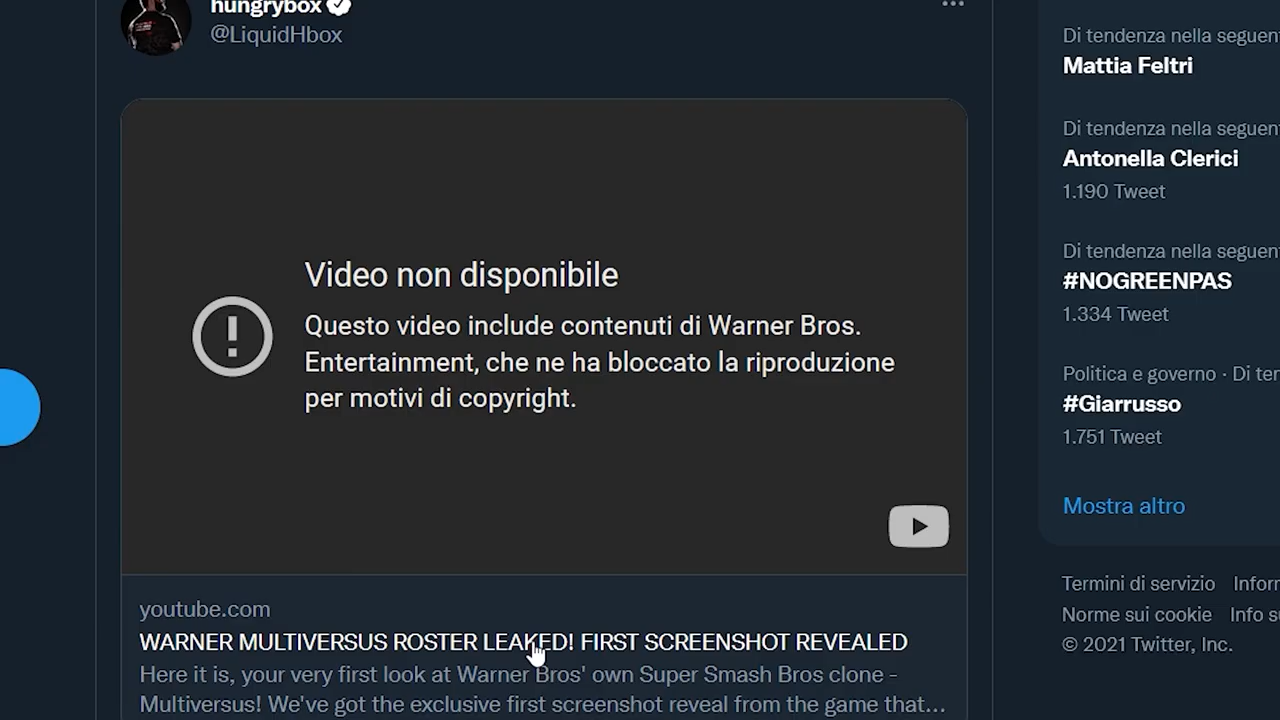 hungrybox
@LiquidHbox
Video non disponibile
Questo video include contenuti di Warner Bros.
Entertainment, che ne ha bloccato la riproduzione
per motivi di copyright.
youtube.com
WARNER MULTIVERSUS ROSTER LEAKED! FIRST SCREENSHOT REVEALED
Here it is, your very first look at Warner Bros' own Super Smash Bros clone -
Multiversus! We've got the exclusive first screenshot reveal from the game that...
Di tendenza nella seguen
Mattia Feltri
Di tendenza nella seguen
Antonella Clerici
1.190 Tweet
Di tendenza nella seguen
#NOGREENPAS
1.334 Tweet
Politica e governo · Di ten
#Giarrusso
1.751 Tweet
Mostra altro
Termini di servizio Inforn
Norme sui cookie Info su
© 2021 Twitter, Inc.